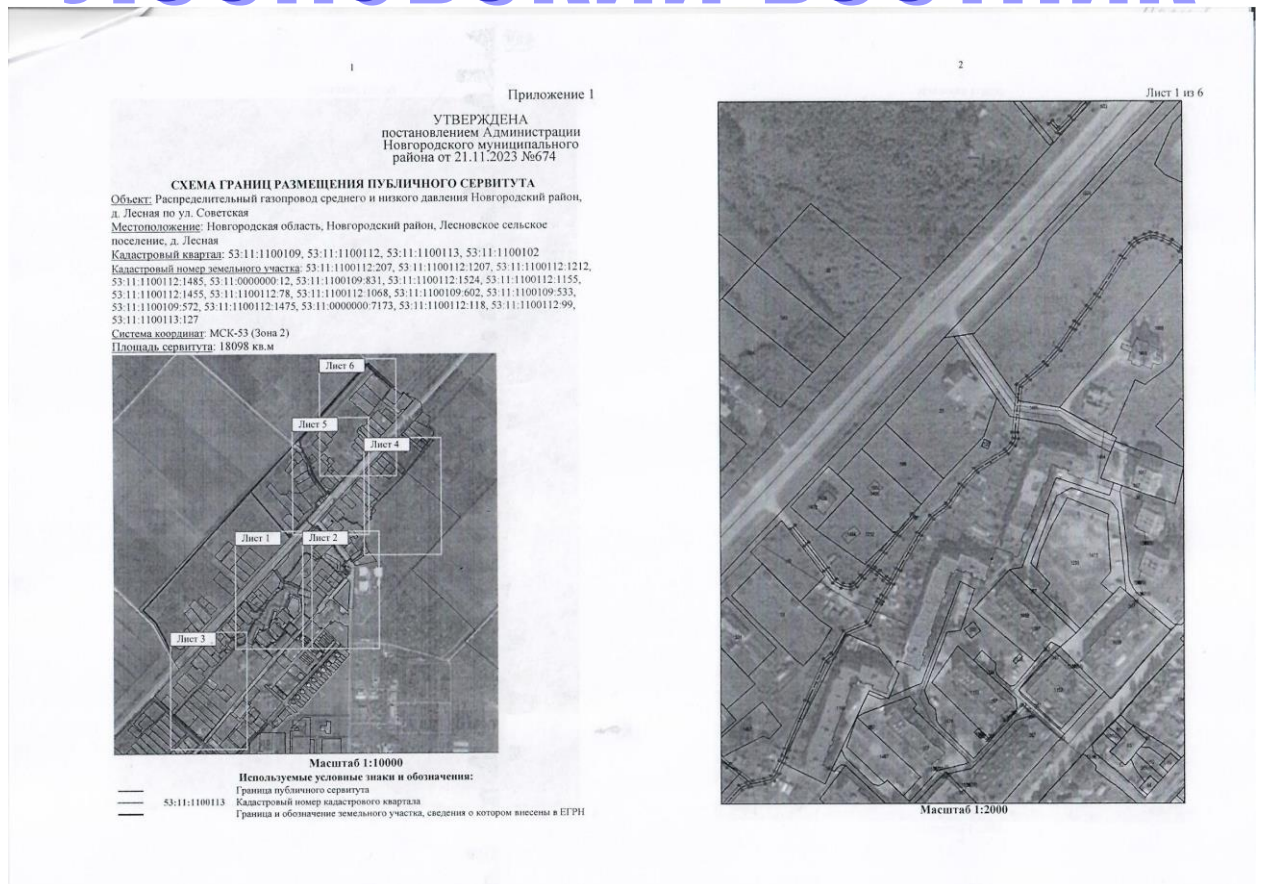 ЛЕСНОВСКИЙ ВЕСТНИК
1
Приложение 1
УТВЕРЖДЕНА
постановлением Администрации
Новгородского муниципального
района от 21.11.2023 №674
СХЕМА ГРАНИЦ РАЗМЕЩЕНИЯ ПУБЛИЧНОГО СЕРВИТУТА
Объект: Распределительный газопровод среднего и низкого давления Новгородский район,
д. Лесная по ул. Советская
Местоположение: Новгородская область, Новгородский район, Лесновское сельское
поселение, д. Лесная
Кадастровый квартал: 53:11:1100109, 53:11:1100112, 53:11:1100113, 53:11:1100102
Кадастровый номер земельного участка: 53:11:1100112:207, 53:11:1100112:1207, 53:11:1100112:1212,
53:11:1100112:1485, 53:11:0000000:12, 53:11:1100109:831, 53:11:1100112:1524, 53:11:1100112:1155,
53:11:1100112:1455, 53:11:1100112:78, 53:11:1100112:1068, 53:11:1100109:602, 53:11:1100109:533,
53:11:1100109:572, 53:11:1100112:1475, 53:11:0000000:7173, 53:11:1100112:118, 53:11:1100112:99,
53:11:1100113:127
Система координат: МСК-53 (Зона 2)
Площадь сервитута: 18098 кв.м
Лист 6
Лист 5
Лист 4
Лист 1
Лист 2
Лист 3
Масштаб 1:10000
Используемые условные знаки и обозначения:
Граница публичного сервитута
53:11:1100113 Кадастровый номер кадастрового квартала
Граница и обозначение земельного участка, сведения о котором внесены в ЕГРН
2
Лист 1 из 6
Масштаб 1:2000